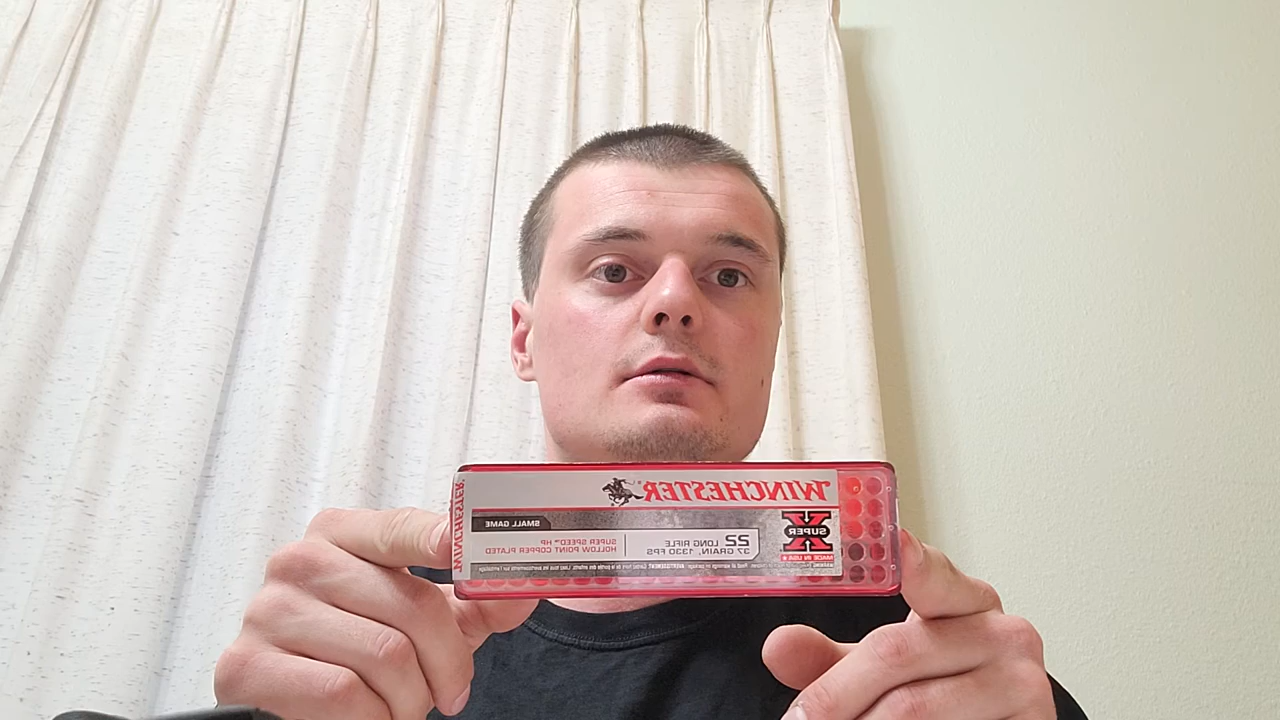 WINCHESTER
WINCHESTER
SUPER X
MADE IN USA
SMALL GAME
22 LONG RIFLE
37 GRAIN, 1330 FPS
SUPER SPEED™ HP
HOLLOW POINT COPPER PLATED